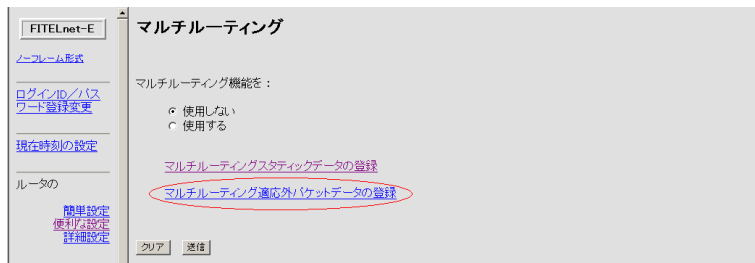 FITELnet-E
ノーフレーム形式
ログインID／パス
ワード登録変更
現在時刻の設定
ルータの
簡単設定
便利な設定
詳細設定
マルチルーティング
マルチルーティング機能を：
使用しない
使用する
マルチルーティングスタティックデータの登録
マルチルーティング適応外パケットデータの登録
クリア 送信